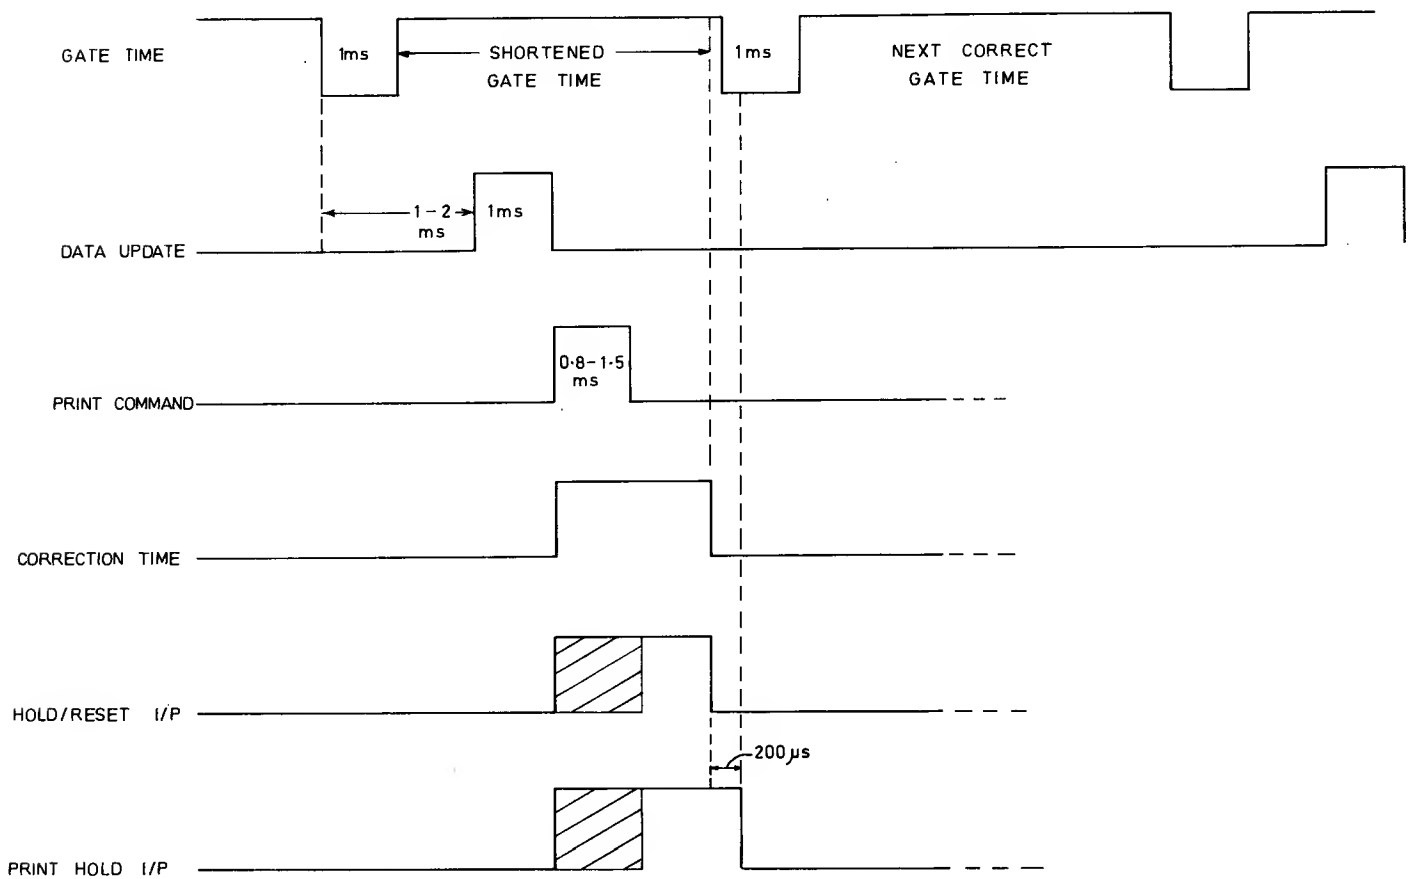 GATE TIME
1ms
SHORTENED
GATE TIME
1ms
NEXT CORRECT
GATE TIME
1-2
ms
1ms
DATA UPDATE
0·8-1·5
ms
PRINT COMMAND
CORRECTION TIME
HOLD/RESET I/P
200µs
PRINT HOLD I/P